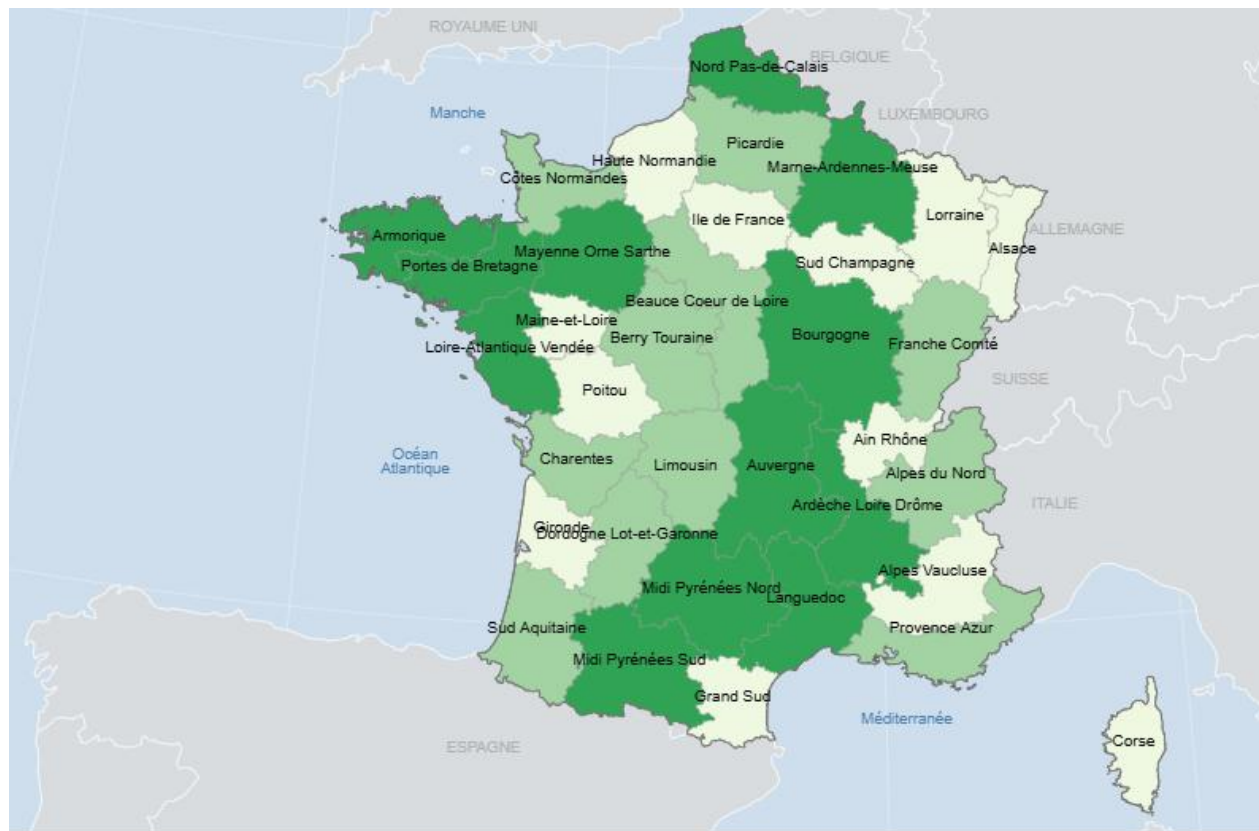 ROYAUME UNI
BELGIQUE
Nord Pas-de-Calais
Manche
LUXEMBOURG
Picardie
Haute Normandie
Marne-Ardennes-Meuse
Côtes Normandes
Ile de France
Lorraine
ALLEMAGNE
Armorique
Alsace
Mayenne Orne Sarthe
Sud Champagne
Portes de Bretagne
Beauce Coeur de Loire
Maine-et-Loire
Bourgogne
Berry Touraine
Franche Comté
Loire-Atlantique Vendée
SUISSE
Poitou
Ain Rhône
Océan
Atlantique
Charentes
Limousin
Auvergne
Alpes du Nord
Ardèche Loire Drôme
ITALIE
Gironde
Dordogne Lot-et-Garonne
Alpes Vaucluse
Midi Pyrénées Nord
Languedoc
Sud Aquitaine
Provence Azur
Midi Pyrénées Sud
Grand Sud
Méditerranée
Corse
ESPAGNE